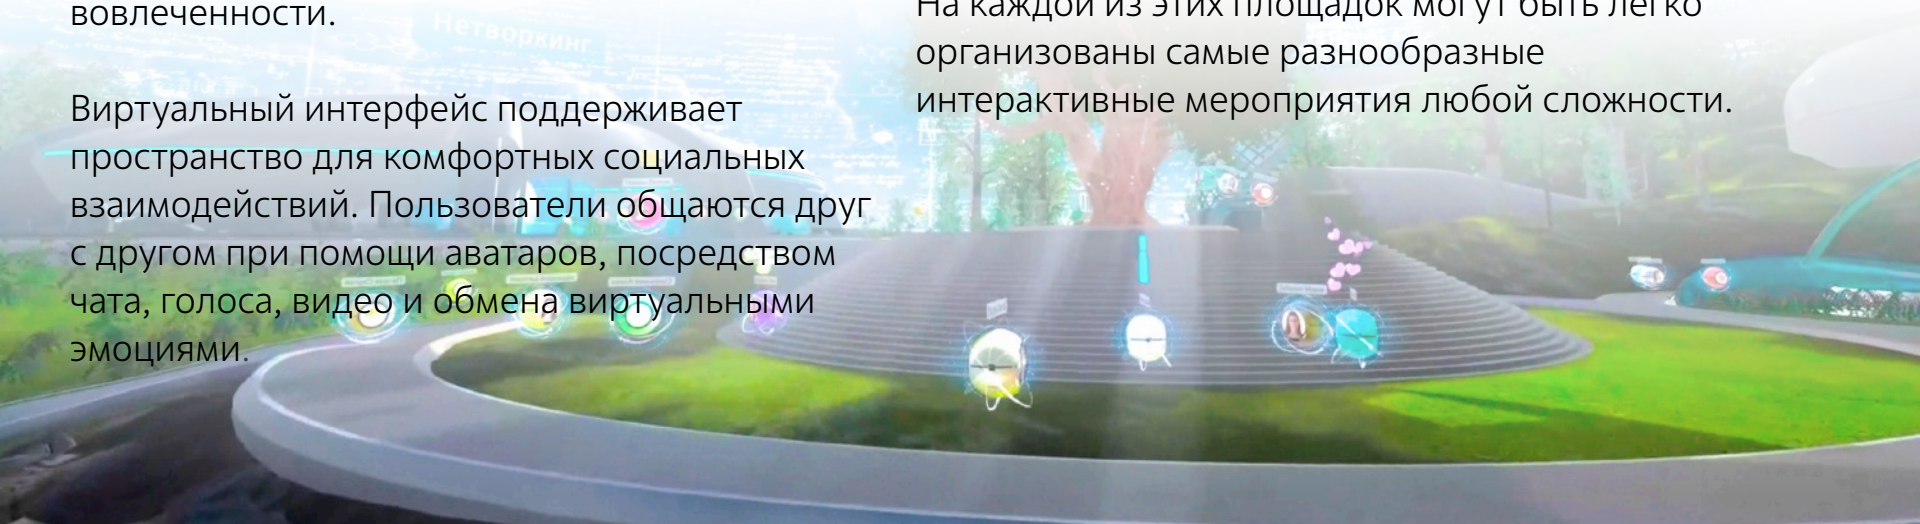 вовлеченности.
Виртуальный интерфейс поддерживает
пространство для комфортных социальных
взаимодействий. Пользователи общаются друг
с другом при помощи аватаров, посредством
чата, голоса, видео и обмена виртуальными
эмоциями.
На каждой из этих площадок могут быть легко
организованы самые разнообразные
интерактивные мероприятия любой сложности.
Нетворкинг